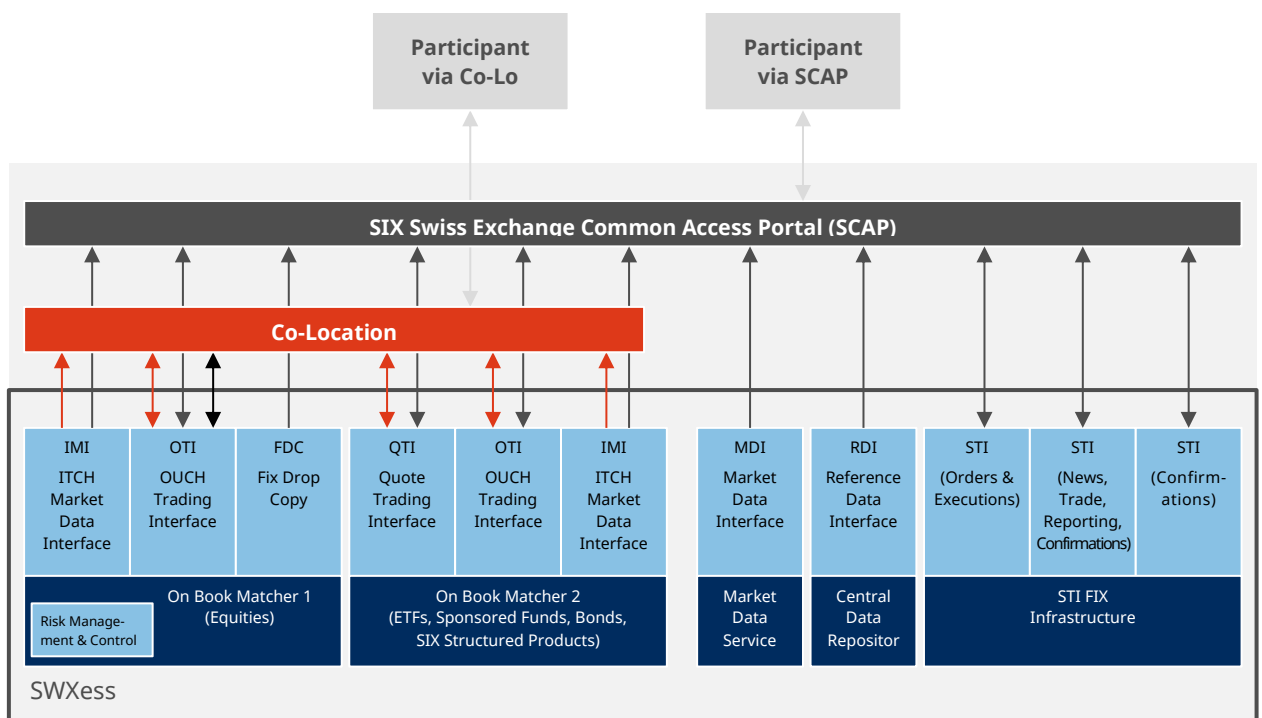 Participant
via Co-Lo
Participant
via SCAP
SIX Swiss Exchange Common Access Portal (SCAP)
Co-Location
IMI
ITCH
Market
Data
Interface
OTI
OUCH
Trading
Interface
FDC
Fix Drop
Copy
QTI
Quote
Trading
Interface
OTI
OUCH
Trading
Interface
IMI
ITCH
Market
Data
Interface
MDI
Market
Data
Interface
RDI
Reference
Data
Interface
STI
(Orders &
Executions)
STI
(News,
Trade,
Reporting,
Confirmations)
STI
(Confirm-
ations)
Risk Manage-
ment & Control
On Book Matcher 1
(Equities)
On Book Matcher 2
(ETFs, Sponsored Funds, Bonds,
SIX Structured Products)
Market
Data
Service
Central
Data
Repositor
STI FIX
Infrastructure
SWXess